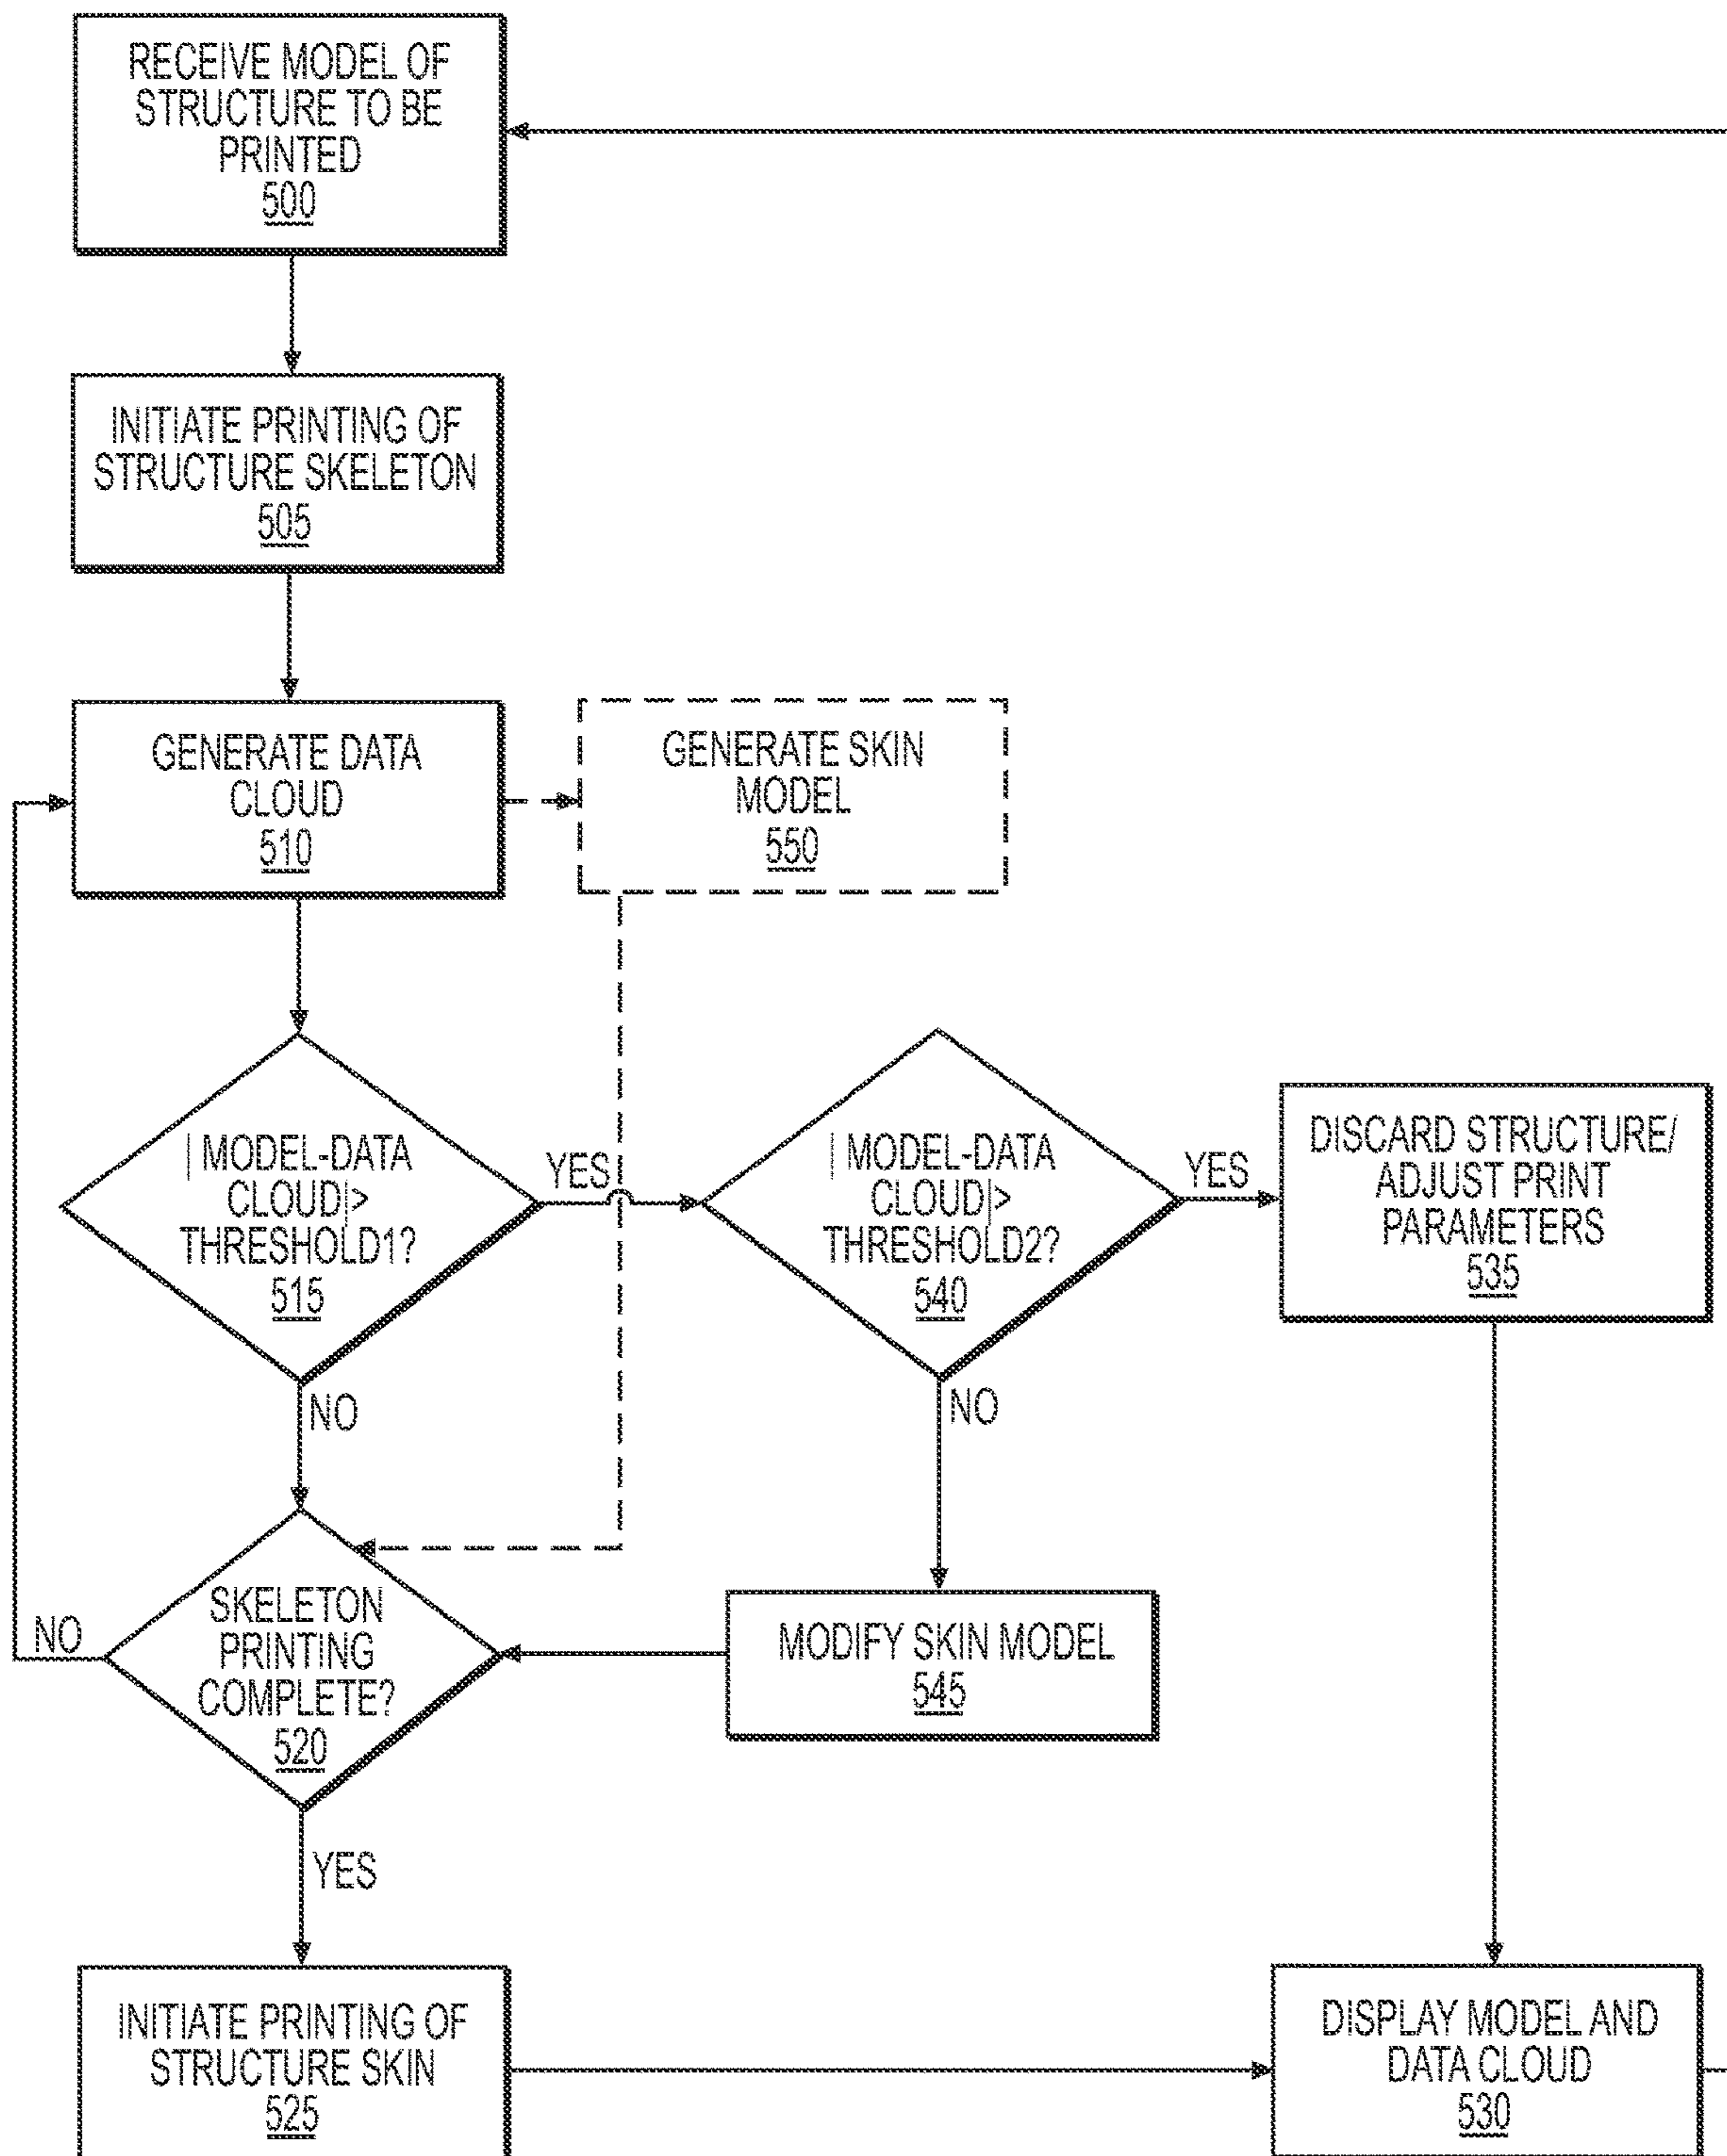 RECEIVE MODEL OF
STRUCTURE TO BE
PRINTED
500
INITIATE PRINTING OF
STRUCTURE SKELETON
505
GENERATE DATA
CLOUD
510
GENERATE SKIN
MODEL
550
| MODEL-DATA
CLOUD|>
THRESHOLD1?
515
YES
NO
| MODEL-DATA
CLOUD|>
THRESHOLD2?
540
YES
NO
DISCARD STRUCTURE/
ADJUST PRINT
PARAMETERS
535
SKELETON
PRINTING
COMPLETE?
520
NO
YES
MODIFY SKIN MODEL
545
INITIATE PRINTING OF
STRUCTURE SKIN
525
DISPLAY MODEL AND
DATA CLOUD
530